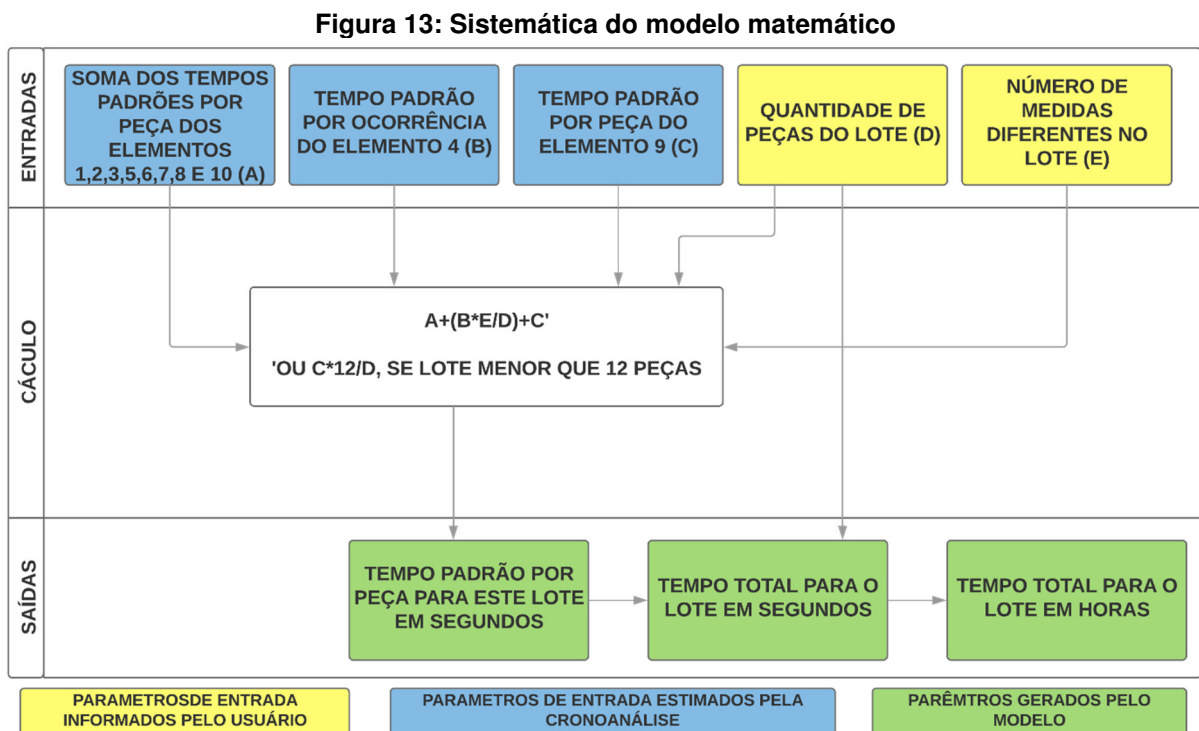 Figura 13: Sistemática do modelo matemático
ENTRADAS
SOMA DOS TEMPOS
PADRÕES POR
PEÇA DOS
ELEMENTOS
1,2,3,5,6,7,8 E 10 (A)
TEMPO PADRÃO
POR OCORRÊNCIA
DO ELEMENTO 4 (B)
TEMPO PADRÃO
POR PEÇA DO
ELEMENTO 9 (C)
QUANTIDADE DE
PEÇAS DO LOTE (D)
NÚMERO DE
MEDIDAS
DIFERENTES NO
LOTE (E)
CÁCULO
A+(B*E/D)+C'
'OU C*12/D, SE LOTE MENOR QUE 12 PEÇAS
SAÍDAS
TEMPO PADRÃO POR
PEÇA PARA ESTE LOTE
EM SEGUNDOS
TEMPO TOTAL PARA O
LOTE EM SEGUNDOS
TEMPO TOTAL PARA O
LOTE EM HORAS
PARAMETROSDE ENTRADA
INFORMADOS PELO USUÁRIO
PARAMETROS DE ENTRADA ESTIMADOS PELA
CRONOANÁLISE
PARÊMTROS GERADOS PELO
MODELO